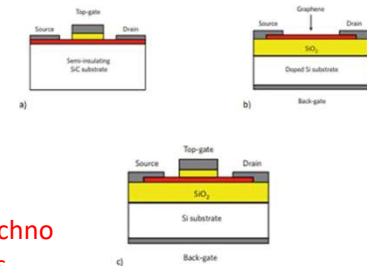 Top-gate
Source
Drain
Semi-insulating
SiC substrate
a)
Graphene
Source
Drain
SiO₂
Doped Si substrate
Back-gate
b)
Top-gate
Source
Drain
SiO₂
Si substrate
Back-gate
c)
chno